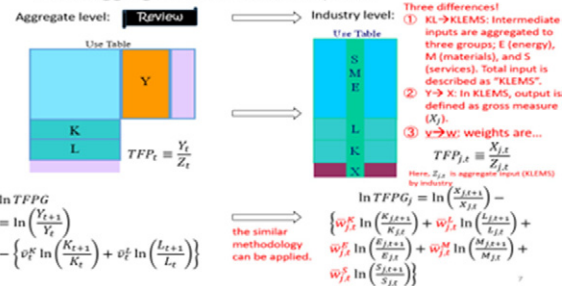 Aggregate level: Review
Industry level:
Three differences!
① KL→KLEMS: Intermediate
inputs are aggregated to
three groups; E (energy),
M (materials), and S
(services). Total input is
described as "KLEMS".
② Y→ X: In KLEMS, output is
defined as gross measure
(X_j).
③ v→w: weights are...
Use Table
Y
K
L
TFP_t ≡ Y_t / Z_t
Use Table
S
M
E
L
K
X
TFP_{j,t} ≡ X_{j,t} / Z_{j,t}
Here, Z_{j,t} is aggregate input (KLEMS)
by industry
ln TFPG
= ln (Y_{t+1} / Y_t)
− { v̄_t^K ln (K_{t+1} / K_t) + v̄_t^L ln (L_{t+1} / L_t) }
the similar
methodology
can be applied.
ln TFPG_j = ln (X_{j,t+1} / X_{j,t}) −
{ w̄_{j,t}^K ln (K_{j,t+1} / K_{j,t}) + w̄_{j,t}^L ln (L_{j,t+1} / L_{j,t}) +
w̄_{j,t}^E ln (E_{j,t+1} / E_{j,t}) + w̄_{j,t}^M ln (M_{j,t+1} / M_{j,t}) +
w̄_{j,t}^S ln (S_{j,t+1} / S_{j,t}) }
7